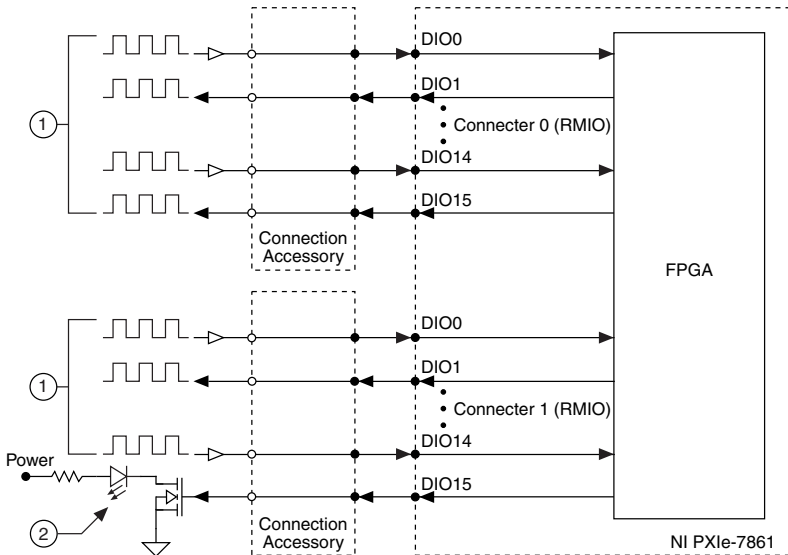 DIO0
DIO1
1
Connecter 0 (RMIO)
DIO14
DIO15
Connection
Accessory
FPGA
DIO0
DIO1
1
Connecter 1 (RMIO)
DIO14
Power
DIO15
2
Connection
Accessory
NI PXIe-7861